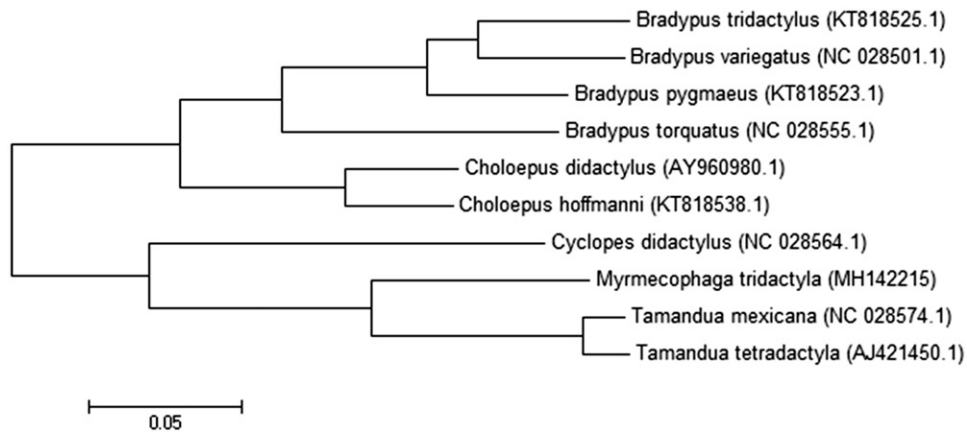 Bradypus tridactylus (KT818525.1)
Bradypus variegatus (NC 028501.1)
Bradypus pygmaeus (KT818523.1)
Bradypus torquatus (NC 028555.1)
Choloepus didactylus (AY960980.1)
Choloepus hoffmanni (KT818538.1)
Cyclopes didactylus (NC 028564.1)
Myrmecophaga tridactyla (MH142215)
Tamandua mexicana (NC 028574.1)
Tamandua tetradactyla (AJ421450.1)
0.05